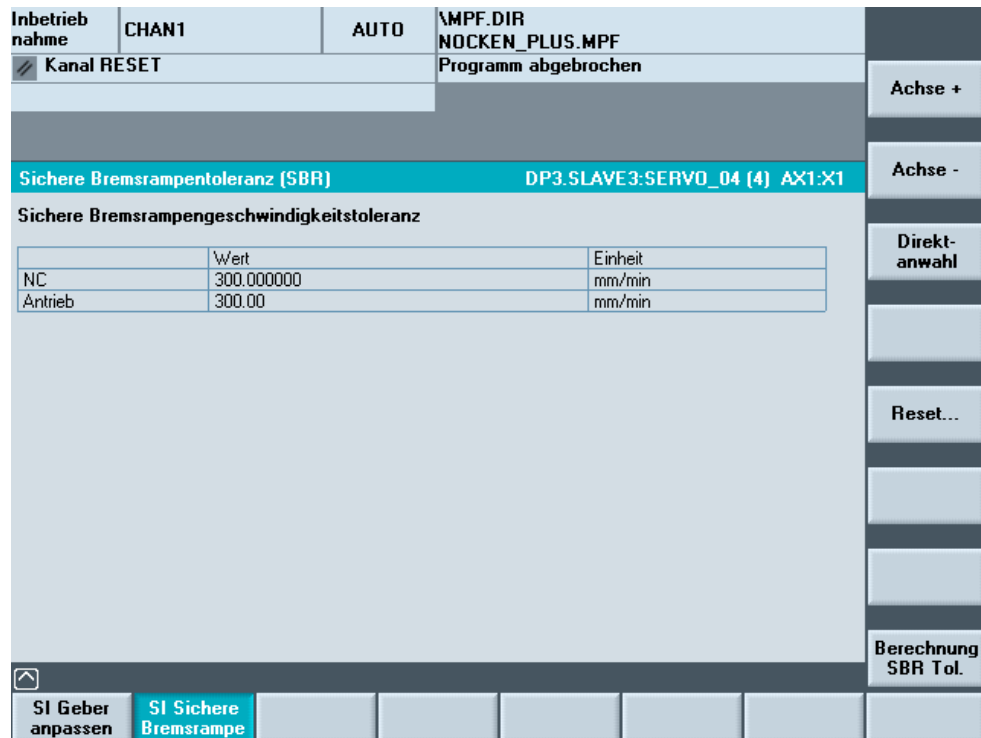 Inbetrieb
nahme
CHAN1
AUTO
\MPF.DIR
NOCKEN_PLUS.MPF
Kanal RESET
Programm abgebrochen
Achse +
Sichere Bremsrampentoleranz (SBR)
DP3.SLAVE3:SERVO_04 (4) AX1:X1
Achse -
Sichere Bremsrampengeschwindigkeitstoleranz
Direkt-
anwahl
Wert Einheit
NC 300.000000 mm/min
Antrieb 300.00 mm/min
Reset...
Berechnung
SBR Tol.
SI Geber
anpassen
SI Sichere
Bremsrampe